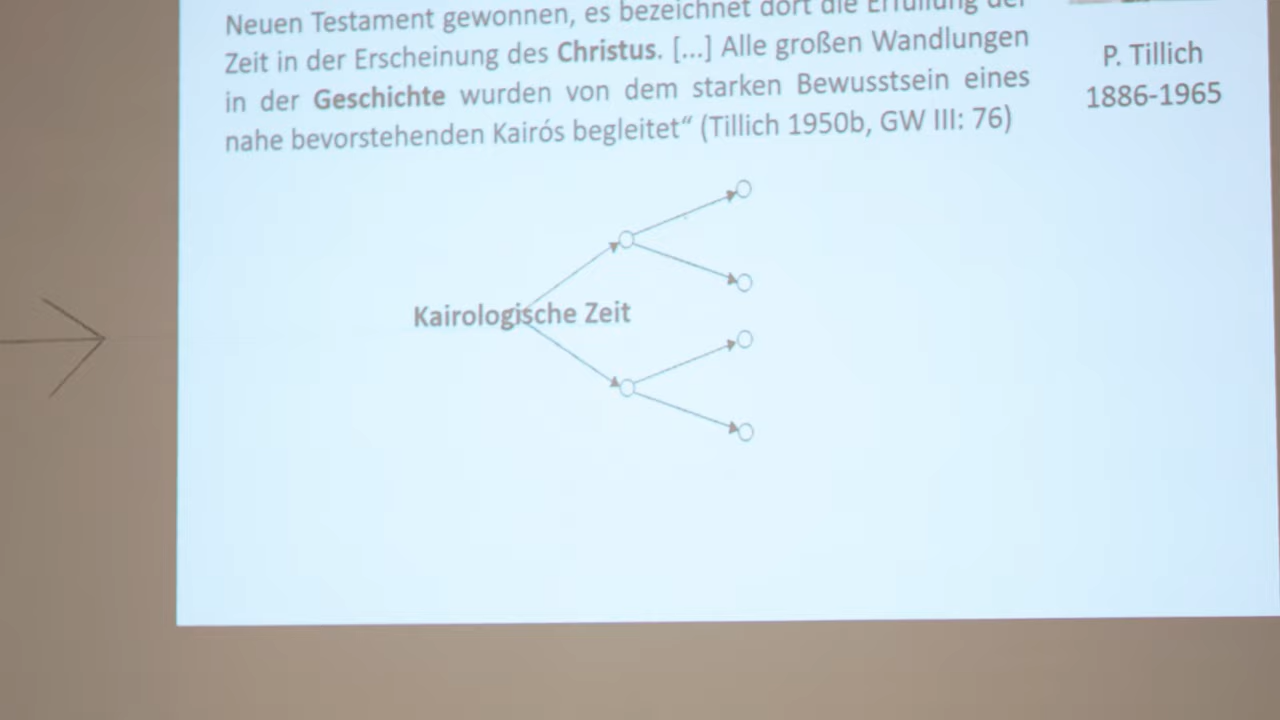 Neuen Testament gewonnen, es bezeichnet dort die Erfüllung der
Zeit in der Erscheinung des Christus. [...] Alle großen Wandlungen
in der Geschichte wurden von dem starken Bewusstsein eines
nahe bevorstehenden Kairós begleitet“ (Tillich 1950b, GW III: 76)
P. Tillich
1886-1965
Kairologische Zeit